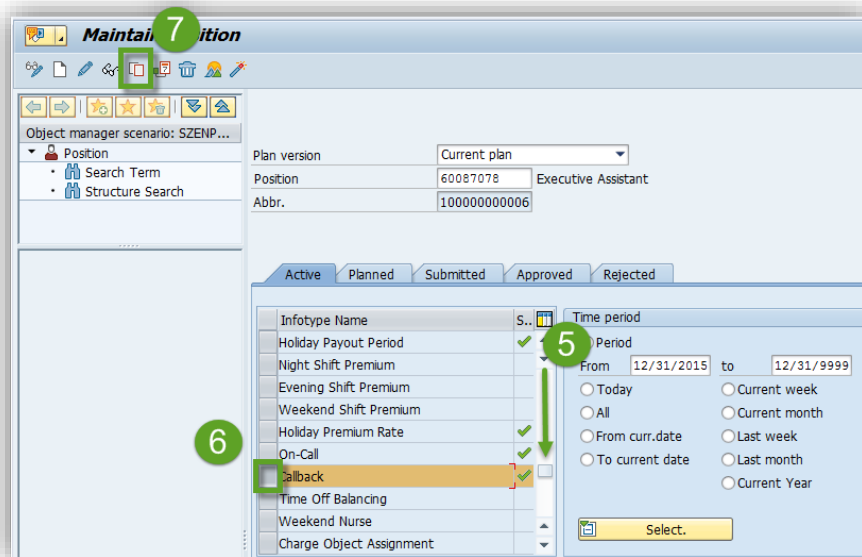 Maintai ition
7
Object manager scenario: SZENP...
Position
Search Term
Structure Search
Plan version Current plan
Position 60087078 Executive Assistant
Abbr. 100000000006
Active Planned Submitted Approved Rejected
Infotype Name S..
Holiday Payout Period
Night Shift Premium
Evening Shift Premium
Weekend Shift Premium
Holiday Premium Rate
On-Call
Callback
Time Off Balancing
Weekend Nurse
Charge Object Assignment
5
6
Time period
Period
From 12/31/2015 to 12/31/9999
Today Current week
All Current month
From curr.date Last week
To current date Last month
Current Year
Select.